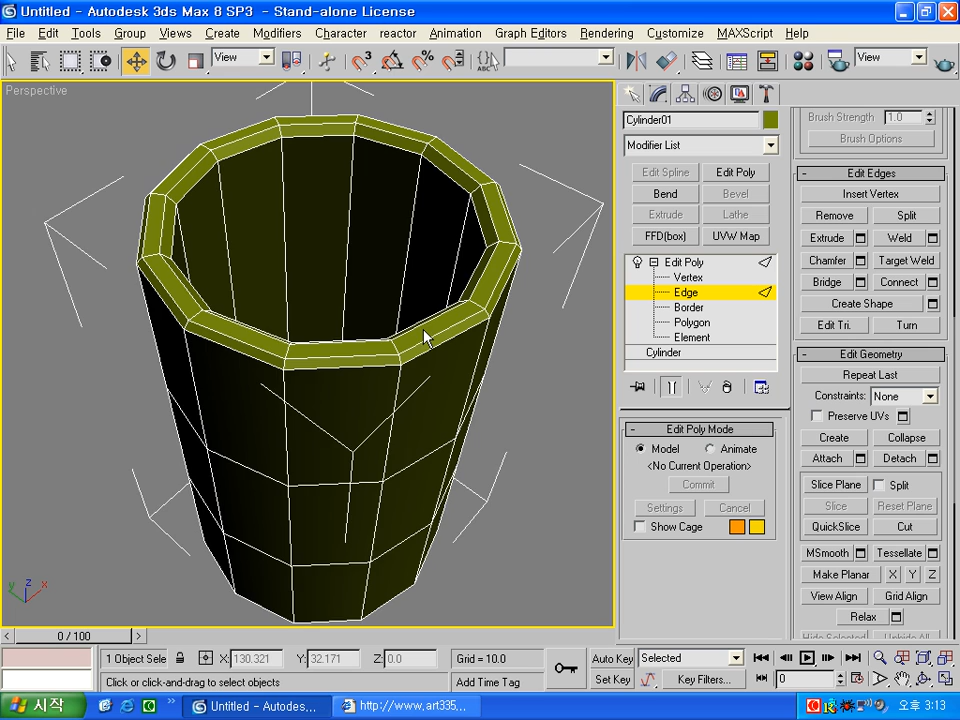 Untitled - Autodesk 3ds Max 8 SP3 - Stand-alone License
File Edit Tools Group Views Create Modifiers Character reactor Animation Graph Editors Rendering Customize MAXScript Help
View View
Perspective
Cylinder01
Modifier List
Edit Spline Edit Poly
Bend Bevel
Extrude Lathe
FFD(box) UVW Map
Edit Poly
Vertex
Edge
Border
Polygon
Element
Cylinder
- Edit Poly Mode
Model Animate
<No Current Operation>
Commit
Settings Cancel
Show Cage
Brush Strength 1.0
Brush Options
- Edit Edges
Insert Vertex
Remove Split
Extrude Weld
Chamfer Target Weld
Bridge Connect
Create Shape
Edit Tri. Turn
- Edit Geometry
Repeat Last
Constraints: None
Preserve UVs
Create Collapse
Attach Detach
Slice Plane Split
Slice Reset Plane
QuickSlice Cut
MSmooth Tessellate
Make Planar X Y Z
View Align Grid Align
Relax
Hide Selected Unhide All
z x y
< 0 / 100 >
1 Object Sele X: 130.321 Y: 32.171 Z: 0.0 Grid = 10.0 Auto Key Selected
Click or click-and-drag to select objects Add Time Tag Set Key Key Filters... 0
시작 Untitled - Autodes... http://www.art335... 오후 3:13